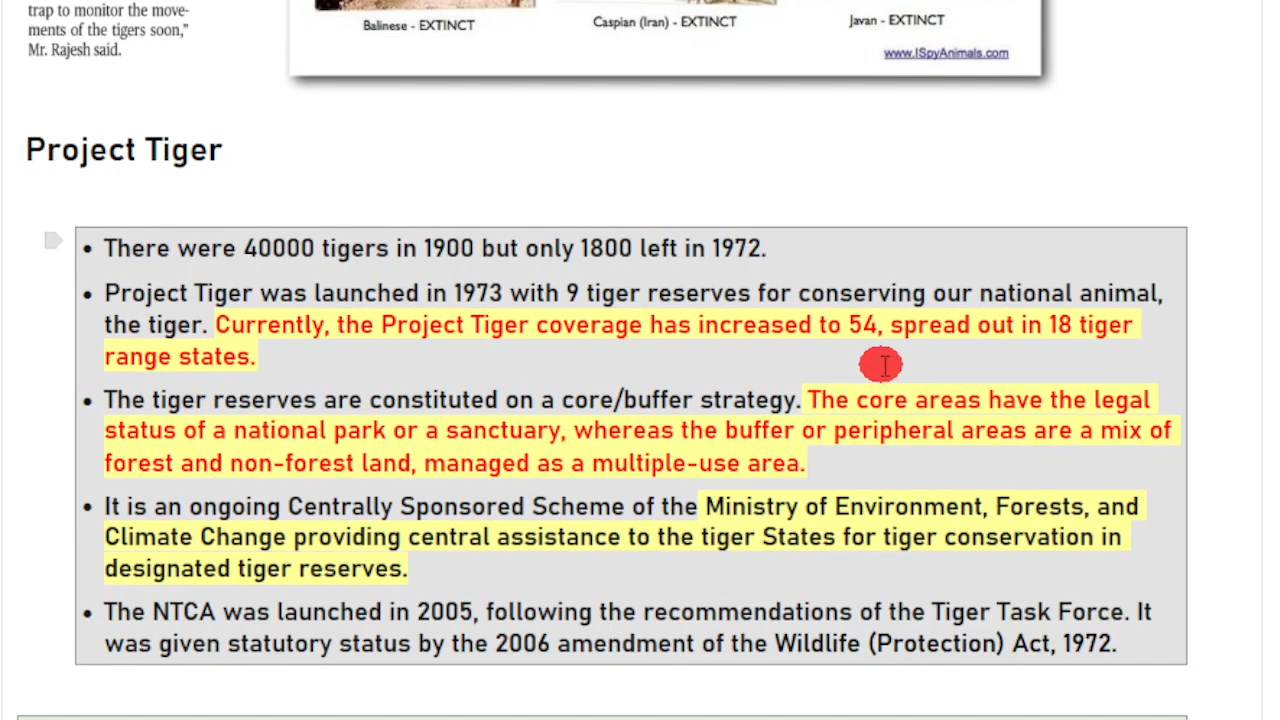 trap to monitor the move-
ments of the tigers soon,"
Mr. Rajesh said.
Balinese - EXTINCT
Caspian (Iran) - EXTINCT
Javan - EXTINCT
www.ISpyAnimals.com
Project Tiger
• There were 40000 tigers in 1900 but only 1800 left in 1972.
• Project Tiger was launched in 1973 with 9 tiger reserves for conserving our national animal,
the tiger. Currently, the Project Tiger coverage has increased to 54, spread out in 18 tiger
range states.
• The tiger reserves are constituted on a core/buffer strategy. The core areas have the legal
status of a national park or a sanctuary, whereas the buffer or peripheral areas are a mix of
forest and non-forest land, managed as a multiple-use area.
• It is an ongoing Centrally Sponsored Scheme of the Ministry of Environment, Forests, and
Climate Change providing central assistance to the tiger States for tiger conservation in
designated tiger reserves.
• The NTCA was launched in 2005, following the recommendations of the Tiger Task Force. It
was given statutory status by the 2006 amendment of the Wildlife (Protection) Act, 1972.